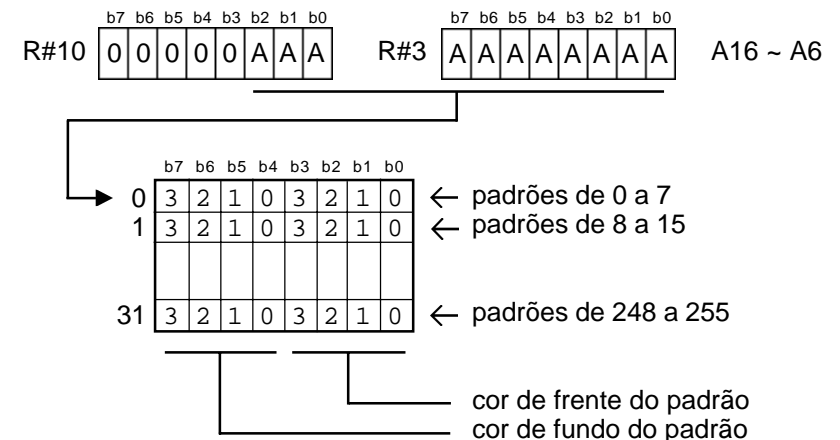 b7 b6 b5 b4 b3 b2 b1 b0 b7 b6 b5 b4 b3 b2 b1 b0
R#10 0 0 0 0 0 A A A R#3 A A A A A A A A A16 ~ A6
b7 b6 b5 b4 b3 b2 b1 b0
0 3 2 1 0 3 2 1 0 ← padrões de 0 a 7
1 3 2 1 0 3 2 1 0 ← padrões de 8 a 15
31 3 2 1 0 3 2 1 0 ← padrões de 248 a 255
cor de frente do padrão
cor de fundo do padrão